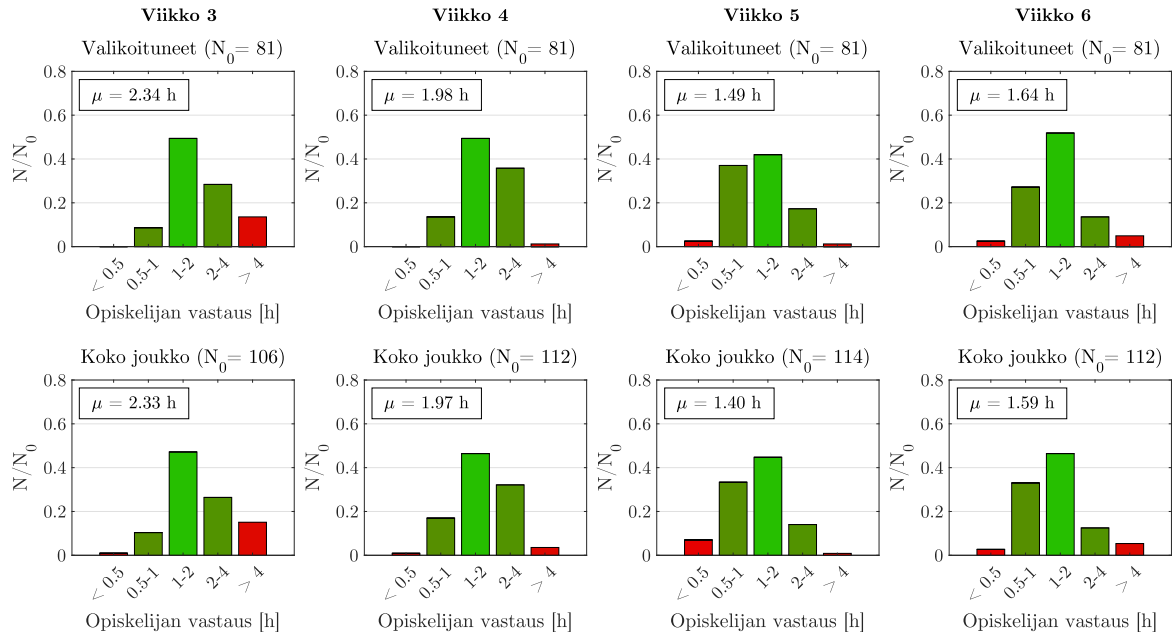 Viikko 3
Viikko 4
Viikko 5
Viikko 6
Valikoituneet (N0= 81)
Valikoituneet (N0= 81)
Valikoituneet (N0= 81)
Valikoituneet (N0= 81)
0.8
0.6
0.4
0.2
0
N/N0
μ = 2.34 h
< 0.5
0.5-1
1-2
2-4
> 4
Opiskelijan vastaus [h]
0.8
0.6
0.4
0.2
0
N/N0
μ = 1.98 h
< 0.5
0.5-1
1-2
2-4
> 4
Opiskelijan vastaus [h]
0.8
0.6
0.4
0.2
0
N/N0
μ = 1.49 h
< 0.5
0.5-1
1-2
2-4
> 4
Opiskelijan vastaus [h]
0.8
0.6
0.4
0.2
0
N/N0
μ = 1.64 h
< 0.5
0.5-1
1-2
2-4
> 4
Opiskelijan vastaus [h]
Koko joukko (N0= 106)
Koko joukko (N0= 112)
Koko joukko (N0= 114)
Koko joukko (N0= 112)
0.8
0.6
0.4
0.2
0
N/N0
μ = 2.33 h
< 0.5
0.5-1
1-2
2-4
> 4
Opiskelijan vastaus [h]
0.8
0.6
0.4
0.2
0
N/N0
μ = 1.97 h
< 0.5
0.5-1
1-2
2-4
> 4
Opiskelijan vastaus [h]
0.8
0.6
0.4
0.2
0
N/N0
μ = 1.40 h
< 0.5
0.5-1
1-2
2-4
> 4
Opiskelijan vastaus [h]
0.8
0.6
0.4
0.2
0
N/N0
μ = 1.59 h
< 0.5
0.5-1
1-2
2-4
> 4
Opiskelijan vastaus [h]